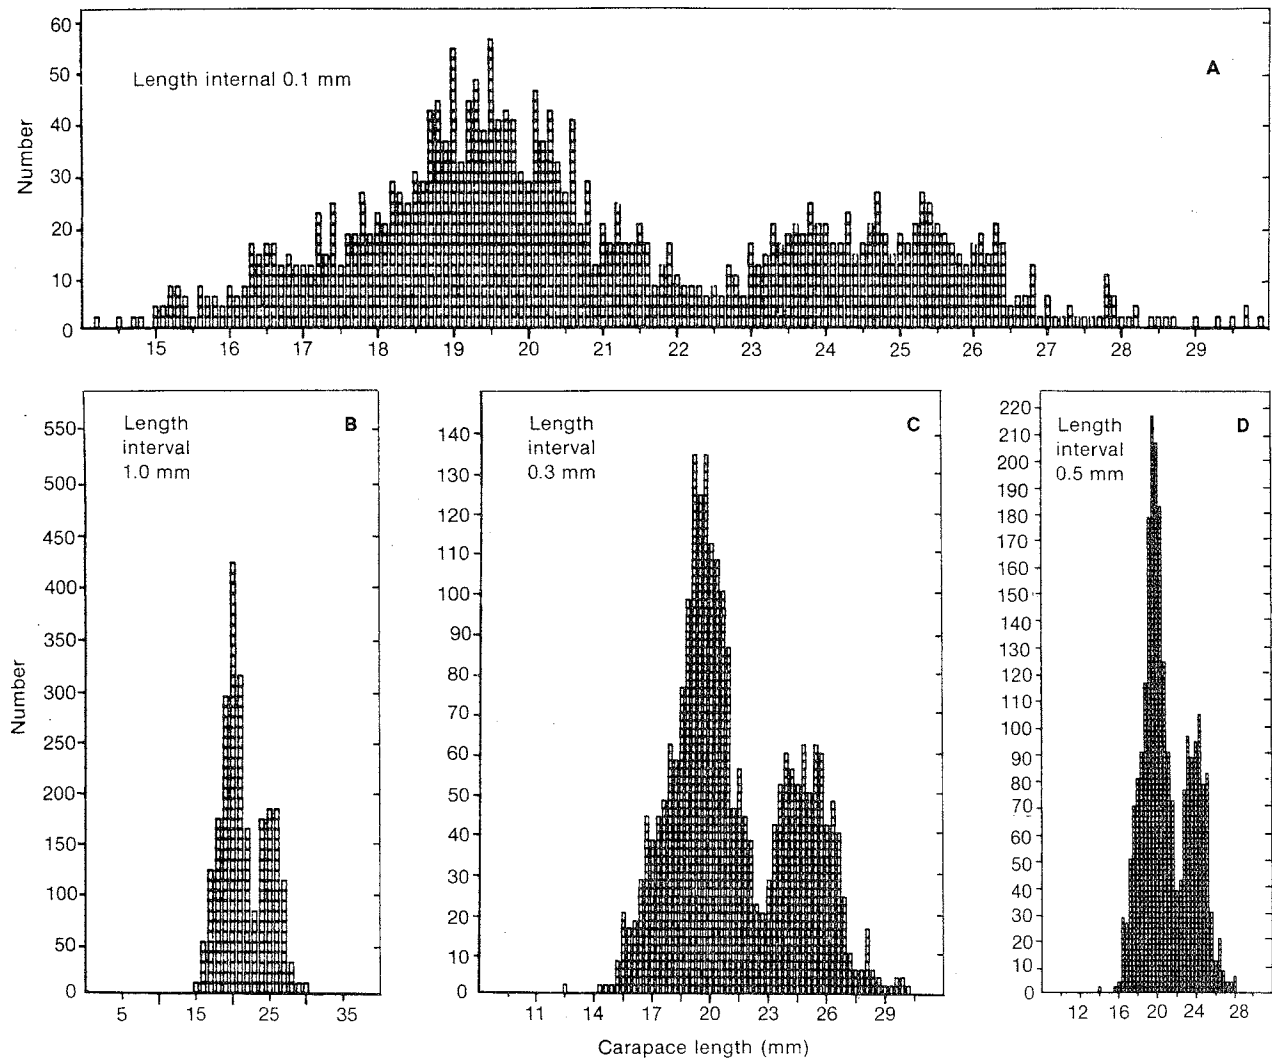 60
50
40
30
20
10
0
Number
Length internal 0.1 mm
A
15 16 17 18 19 20 21 22 23 24 25 26 27 28 29
550
500
450
400
350
300
250
200
150
100
50
0
Number
Length
interval
1.0 mm
B
5 15 25 35
140
130
120
110
100
90
80
70
60
50
40
30
20
10
0
Length
interval
0.3 mm
C
11 14 17 20 23 26 29
220
210
200
190
180
170
160
150
140
130
120
110
100
90
80
70
60
50
40
30
20
10
0
Length
interval
0.5 mm
D
12 16 20 24 28
Carapace length (mm)